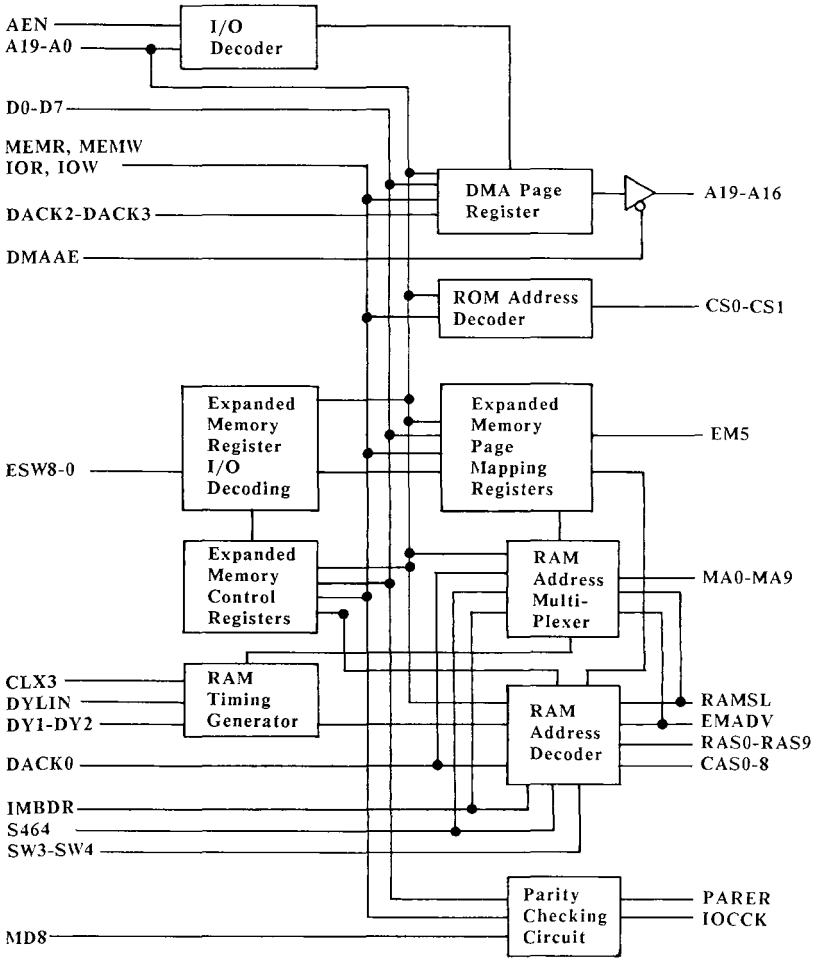 AEN
A19-A0
I/O
Decoder
D0-D7
MEMR, MEMW
IOR, IOW
DACK2-DACK3
DMAAE
DMA Page
Register
A19-A16
ROM Address
Decoder
CS0-CS1
Expanded
Memory
Register
I/O
Decoding
ESW8-0
Expanded
Memory
Page
Mapping
Registers
EM5
Expanded
Memory
Control
Registers
RAM
Address
Multi-
Plexer
MA0-MA9
CLX3
DYLIN
DY1-DY2
RAM
Timing
Generator
RAM
Address
Decoder
RAMSL
EMADV
RAS0-RAS9
CAS0-8
DACK0
IMBDR
S464
SW3-SW4
MD8
Parity
Checking
Circuit
PARER
IOCCK